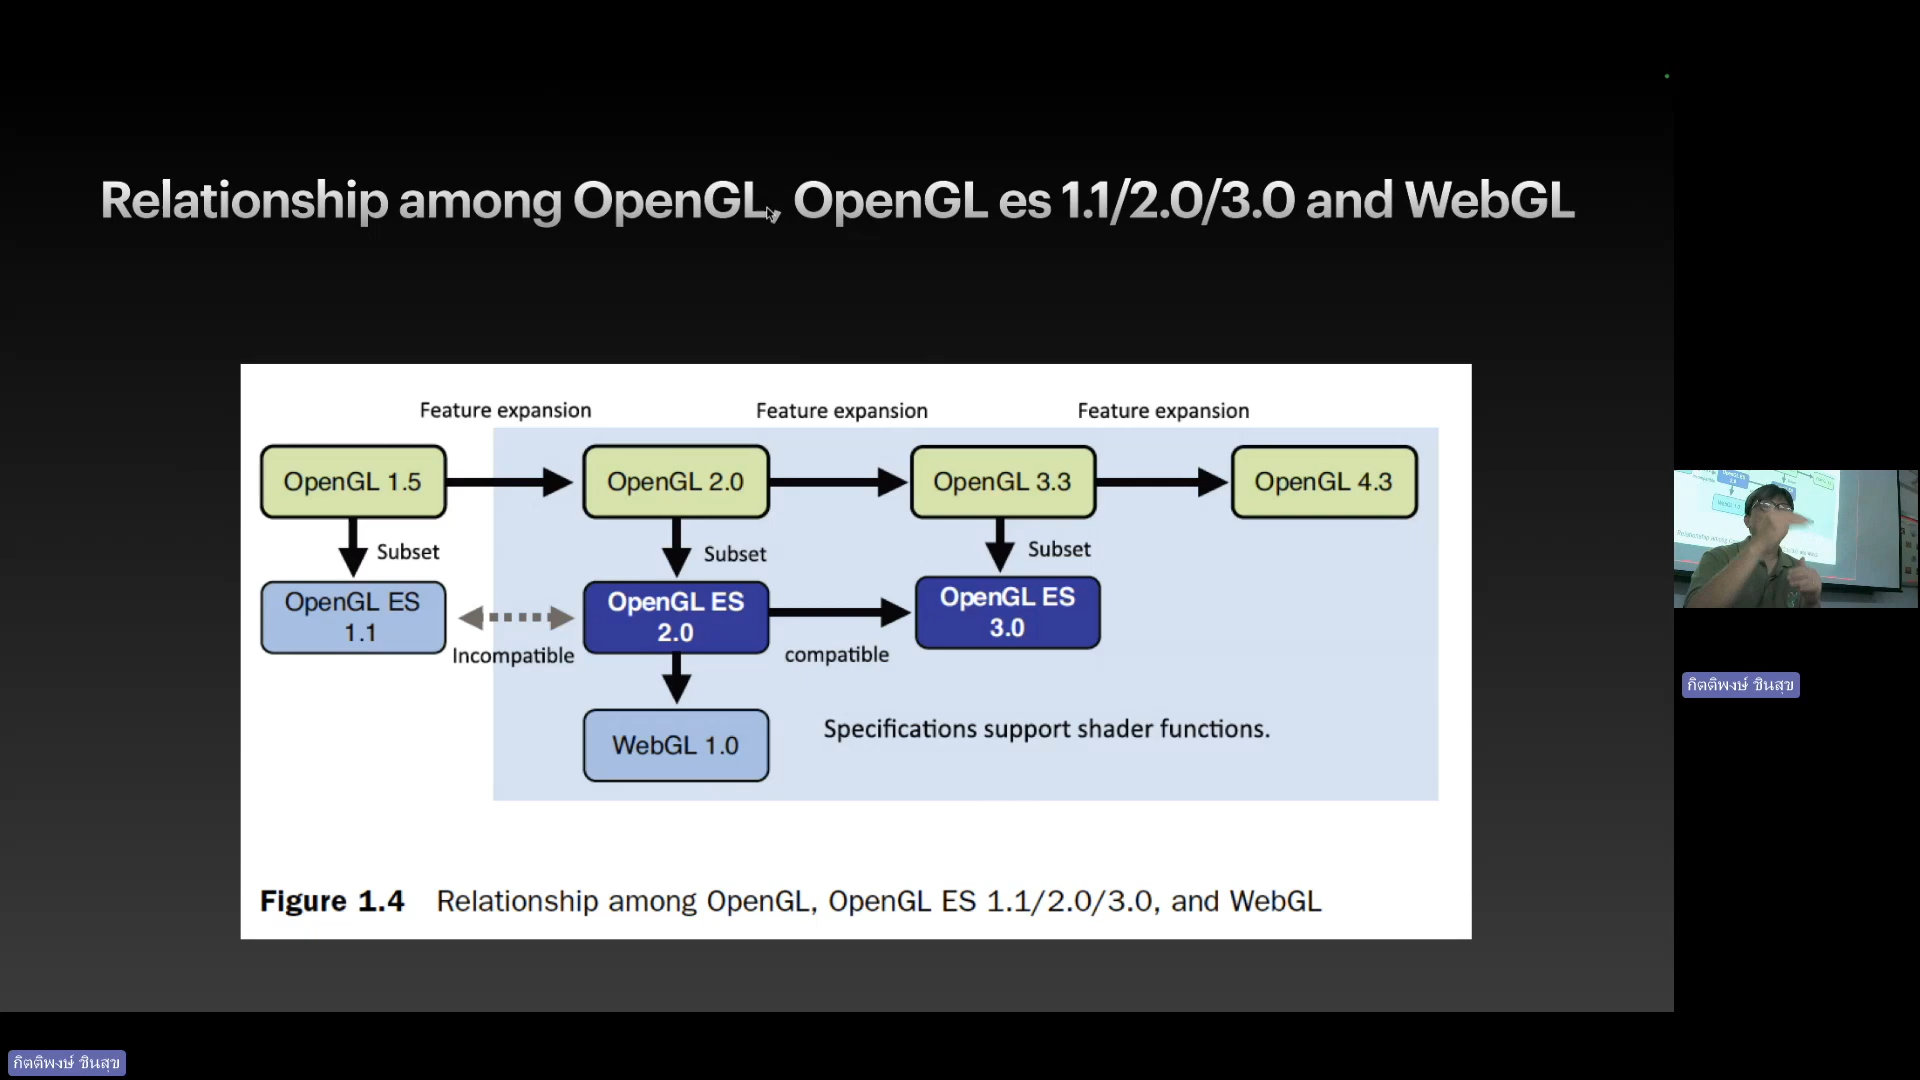 Relationship among OpenGL, OpenGL es 1.1/2.0/3.0 and WebGL
Feature expansion
Feature expansion
Feature expansion
OpenGL 1.5
OpenGL 2.0
OpenGL 3.3
OpenGL 4.3
Subset
Subset
Subset
OpenGL ES
1.1
OpenGL ES
2.0
OpenGL ES
3.0
Incompatible
compatible
WebGL 1.0
Specifications support shader functions.
Figure 1.4 Relationship among OpenGL, OpenGL ES 1.1/2.0/3.0, and WebGL
กิตติพงษ์ ชินสุข
กิตติพงษ์ ชินสุข